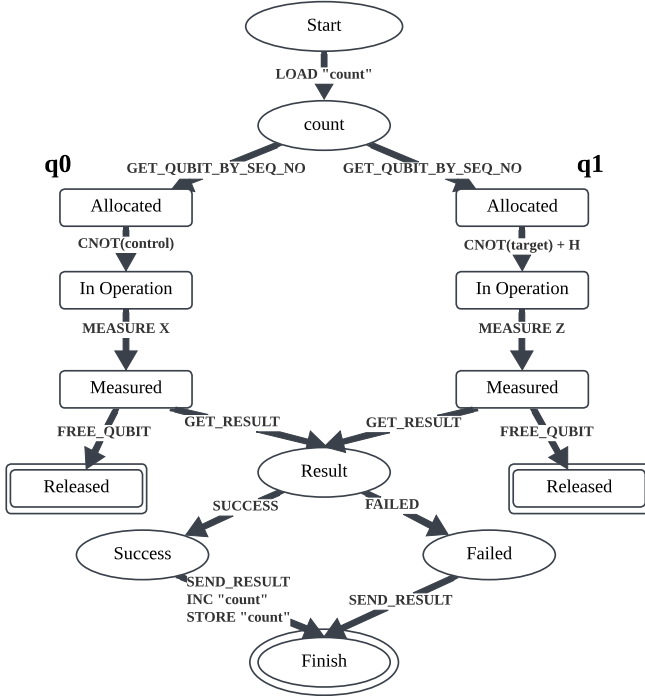 Start
LOAD "count"
count
q0
q1
GET_QUBIT_BY_SEQ_NO
GET_QUBIT_BY_SEQ_NO
Allocated
Allocated
CNOT(control)
CNOT(target) + H
In Operation
In Operation
MEASURE X
MEASURE Z
Measured
Measured
GET_RESULT
GET_RESULT
FREE_QUBIT
FREE_QUBIT
Result
Released
Released
SUCCESS
FAILED
Success
Failed
SEND_RESULT
INC "count"
STORE "count"
SEND_RESULT
Finish